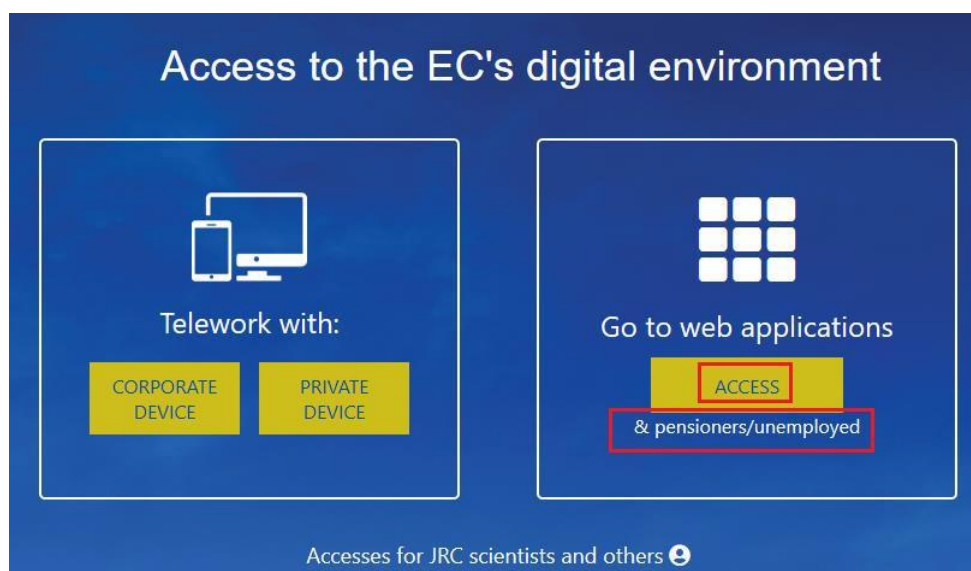 Access to the EC's digital environment
Telework with:
CORPORATE
DEVICE
PRIVATE
DEVICE
Go to web applications
ACCESS
& pensioners/unemployed
Accesses for JRC scientists and others